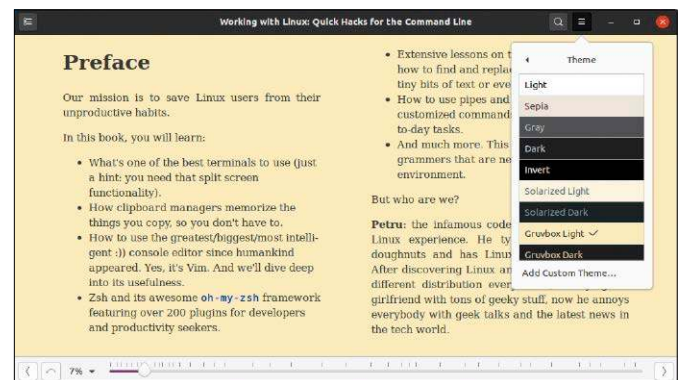 Working with Linux: Quick Hacks for the Command Line
Preface
Our mission is to save Linux users from their
unproductive habits.
In this book, you will learn:
• What's one of the best terminals to use (just
a hint: you need that split screen
functionality).
• How clipboard managers memorize the
things you copy, so you don't have to.
• How to use the greatest/biggest/most intelli-
gent :)) console editor since humankind
appeared. Yes, it's Vim. And we'll dive deep
into its usefulness.
• Zsh and its awesome oh-my-zsh framework
featuring over 200 plugins for developers
and productivity seekers.
• Extensive lessons on
how to find and
tiny bits of text or
• How to use pipes and
customized
to-day tasks.
• And much more. This
grammers that are
environment.
But who are we?
Petru: the infamous
Linux experience. He
doughnuts and has
After discovering Linux
different distribution
girlfriend with tons of geeky stuff, now he annoys
everybody with geek talks and the latest news in
the tech world.
Theme
Light
Sepia
Gray
Dark
Invert
Solarized Light
Solarized Dark
Gruvbox Light ✓
Gruvbox Dark
Add Custom Theme...
7%